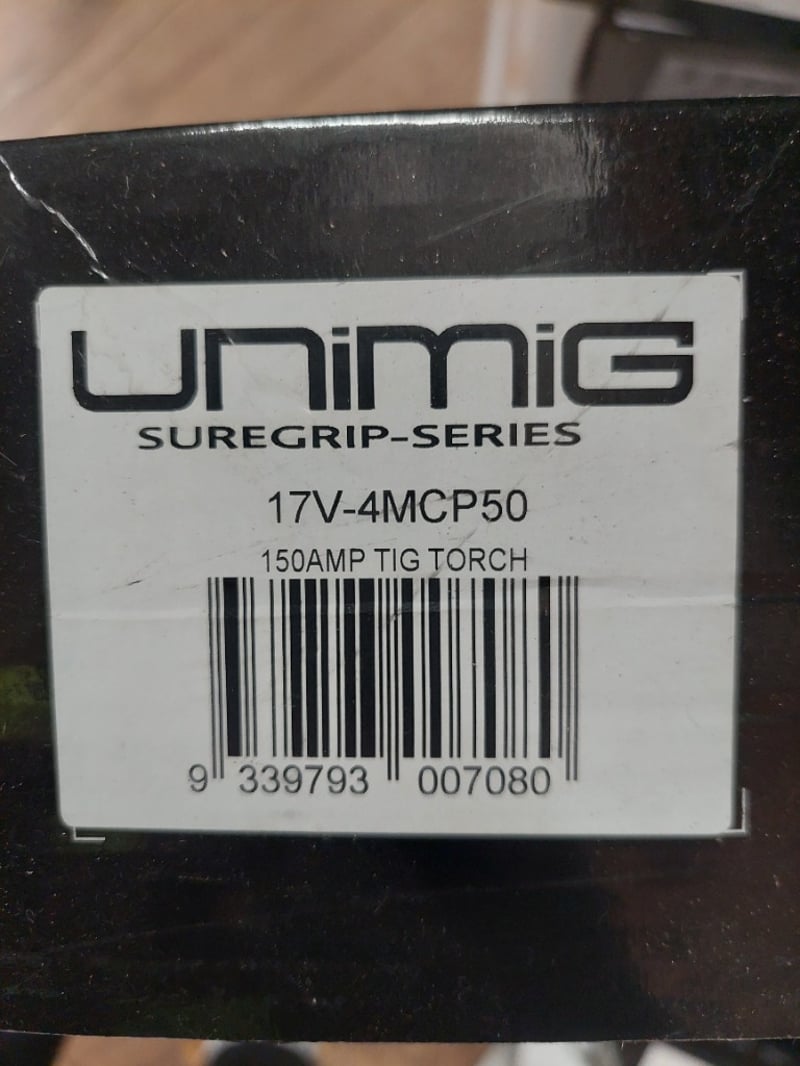 UNIMIG
SUREGRIP-SERIES
17V-4MCP50
150AMP TIG TORCH
9 339793 007080